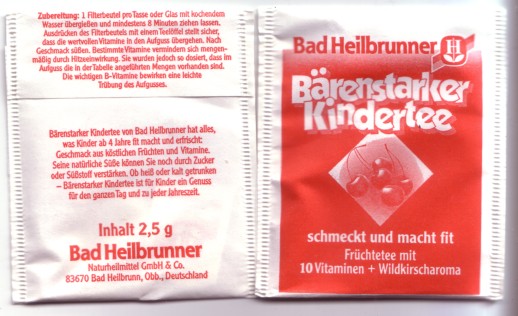 Zubereitung: 1 Filterbeutel pro Tasse oder Glas mit kochendem
Wasser übergießen und mindestens 8 Minuten ziehen lassen.
Ausdrücken des Filterbeutels mit einem Teelöffel stellt sicher,
dass die wertvollen Vitamine in den Aufguss übergehen. Nach
Geschmack süßen. Bestimmte Vitamine vermindern sich mengen-
mäßig durch Hitzeeinwirkung. Sie wurden jedoch so dosiert, dass im
Aufguss die in der Tabelle angeführten Mengen vorhanden sind.
Die wichtigen B-Vitamine bewirken eine leichte
Trübung des Aufgusses.
Bärenstarker Kindertee von Bad Heilbrunner hat alles,
was Kinder ab 4 Jahre fit macht und erfrischt:
Geschmack aus köstlichen Früchten und Vitamine.
Seine natürliche Süße können Sie noch durch Zucker
oder Süßstoff verstärken. Ob heiß oder kalt getrunken
– Bärenstarker Kindertee ist für Kinder ein Genuss
für den ganzen Tag und zu jeder Jahreszeit.
Inhalt 2,5 g
Bad Heilbrunner
Naturheilmittel GmbH & Co.
83670 Bad Heilbrunn, Obb., Deutschland
Bad Heilbrunner
Bärenstarker
Kindertee
schmeckt und macht fit
Früchtetee mit
10 Vitaminen + Wildkirscharoma